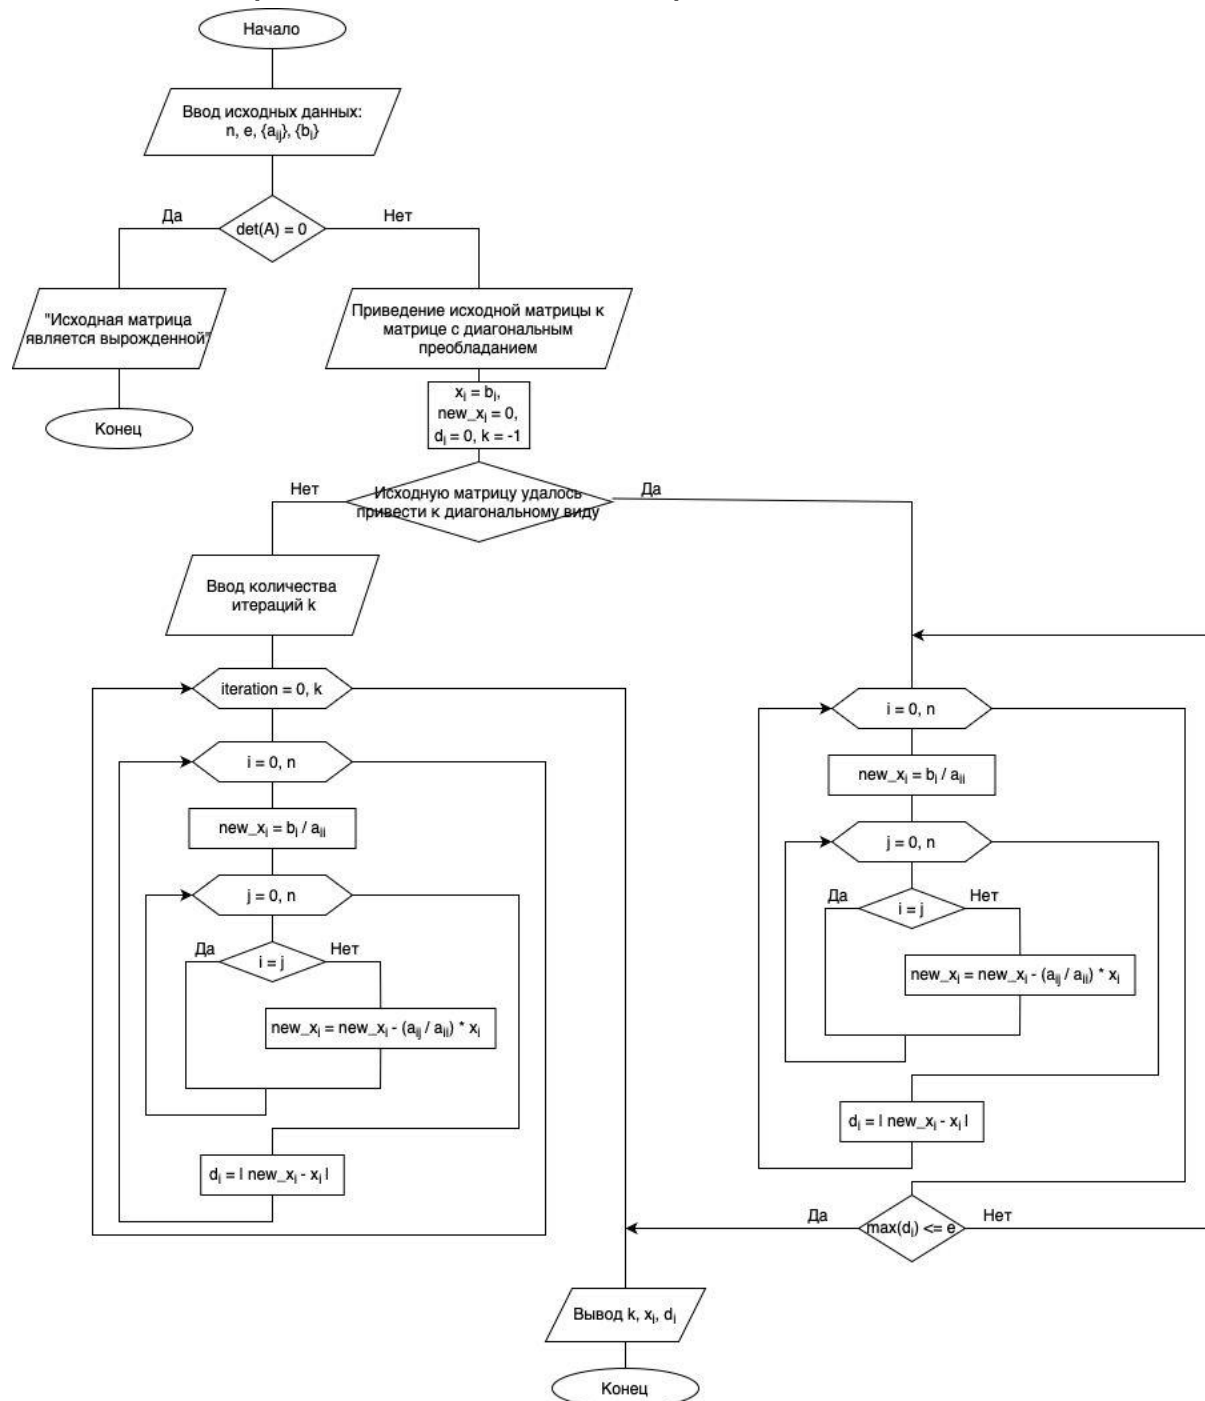 Начало
Ввод исходных данных:
n, e, {aij}, {bi}
Да
Нет
det(A) = 0
"Исходная матрица
является вырожденной"
Конец
Приведение исходной матрицы к
матрице с диагональным
преобладанием
xi = bi,
new_xi = 0,
di = 0, k = -1
Нет
Исходную матрицу удалось
привести к диагональному виду
Да
Ввод количества
итераций k
iteration = 0, k
i = 0, n
new_xi = bi / aii
j = 0, n
Да
i = j
Нет
new_xi = new_xi - (aij / aii) * xi
di = | new_xi - xi |
i = 0, n
new_xi = bi / aii
j = 0, n
Да
i = j
Нет
new_xi = new_xi - (aij / aii) * xi
di = | new_xi - xi |
Да
max(di) <= e
Нет
Вывод k, xi, di
Конец